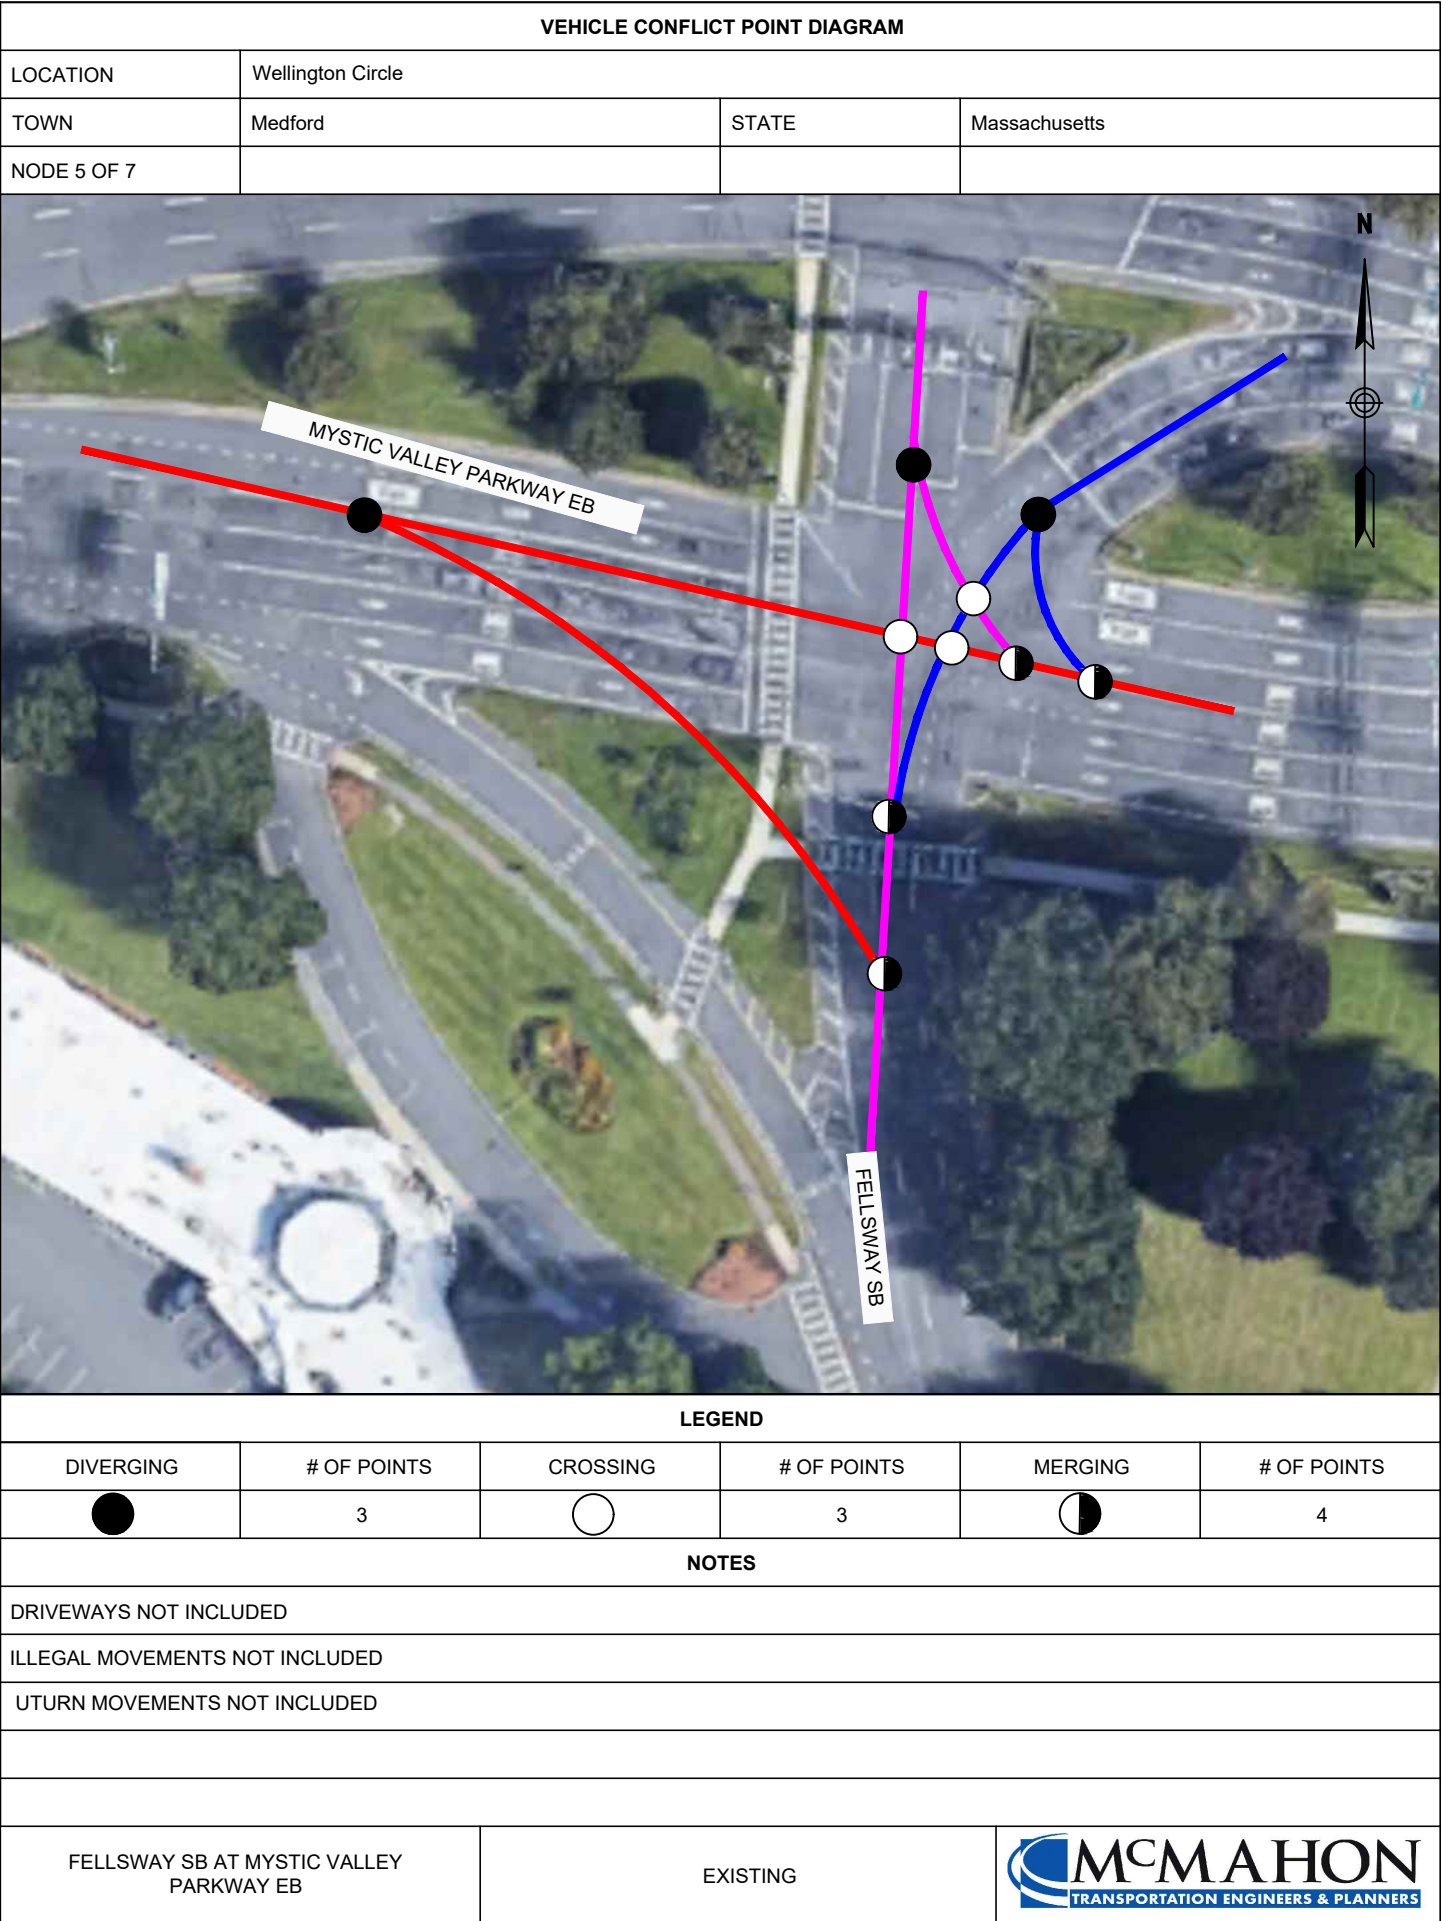 VEHICLE CONFLICT POINT DIAGRAM
LOCATION
Wellington Circle
TOWN
Medford
STATE
Massachusetts
NODE 5 OF 7
N
MYSTIC VALLEY PARKWAY EB
FELLSWAY SB
LEGEND
DIVERGING
# OF POINTS
CROSSING
# OF POINTS
MERGING
# OF POINTS
3
3
4
NOTES
DRIVEWAYS NOT INCLUDED
ILLEGAL MOVEMENTS NOT INCLUDED
UTURN MOVEMENTS NOT INCLUDED
FELLSWAY SB AT MYSTIC VALLEY
PARKWAY EB
EXISTING
MCMAHON
TRANSPORTATION ENGINEERS & PLANNERS